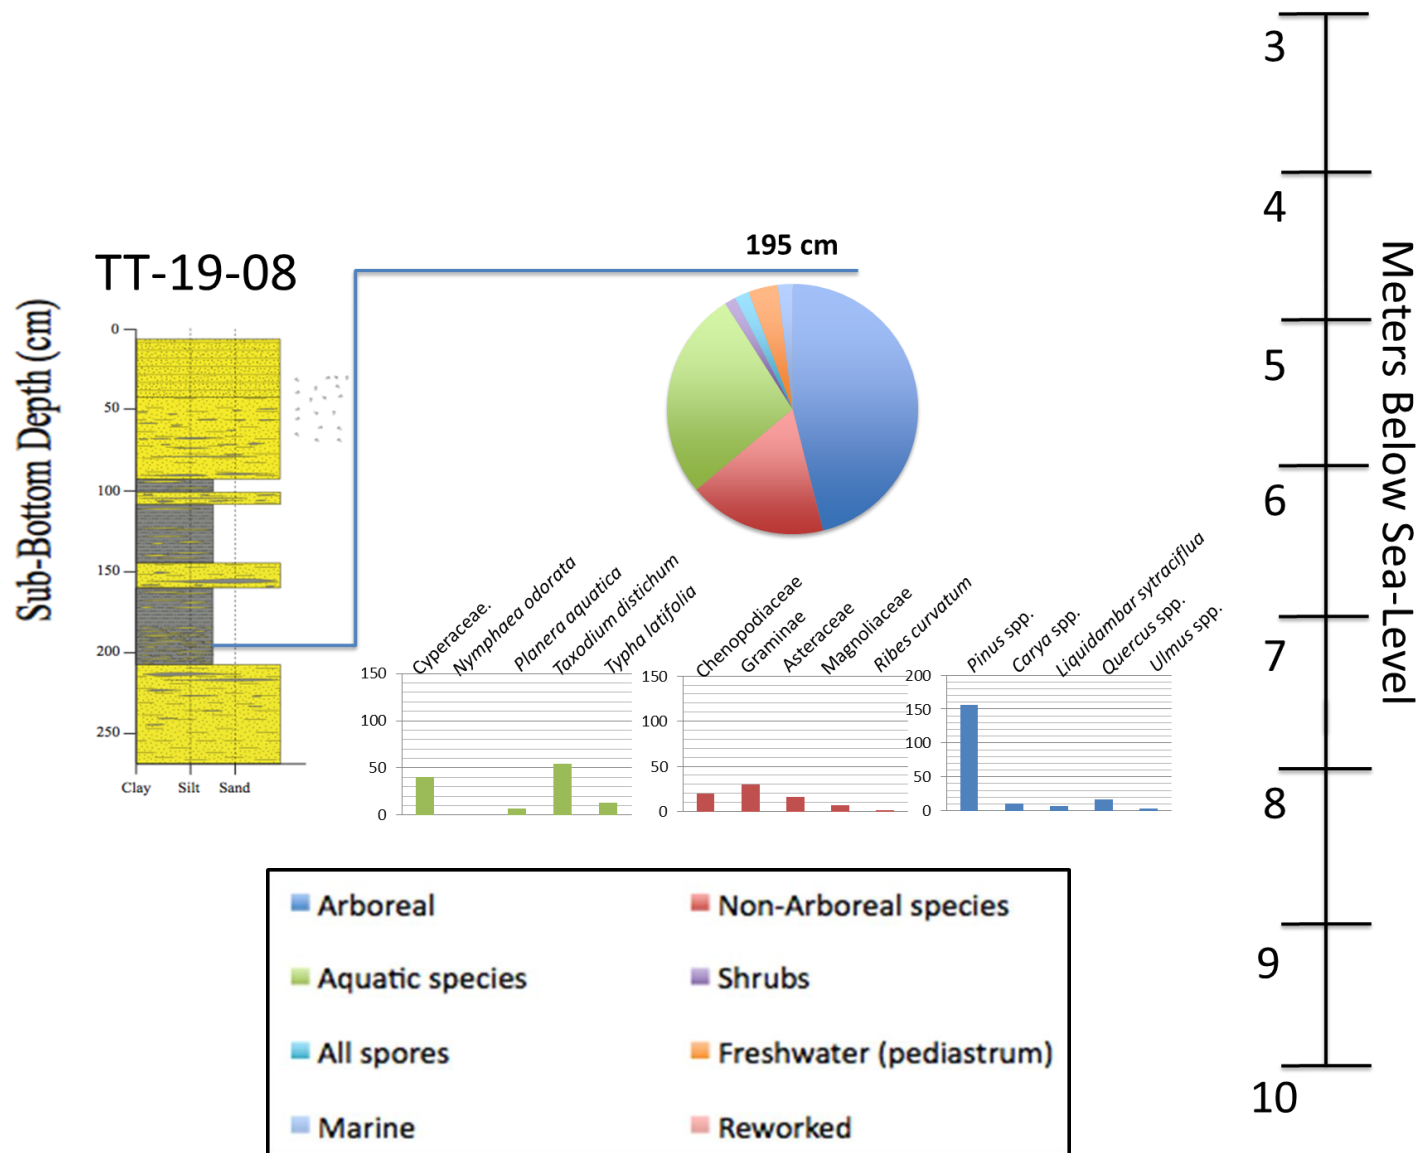 TT-19-08
Sub-Bottom Depth (cm)
0
50
100
150
200
250
Clay Silt Sand
195 cm
Cyperaceae.
Nymphaea odorata
Planera aquatica
Taxodium distichum
Typha latifolia
150
100
50
0
Chenopodiaceae
Graminae
Asteraceae
Magnoliaceae
Ribes curvatum
150
100
50
0
Pinus spp.
Carya spp.
Liquidambar sytraciflua
Quercus spp.
Ulmus spp.
200
150
100
50
0
Arboreal
Non-Arboreal species
Aquatic species
Shrubs
All spores
Freshwater (pediastrum)
Marine
Reworked
3
4
5
6
7
8
9
10
Meters Below Sea-Level